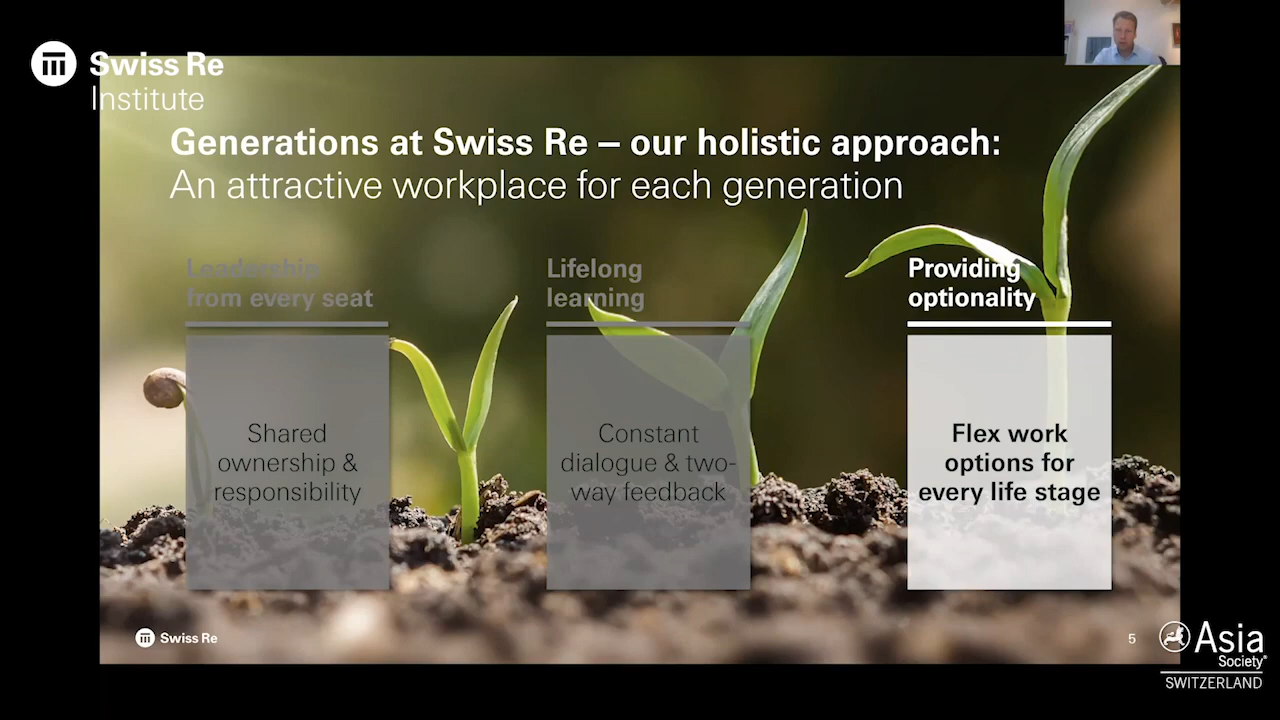 Swiss Re
Institute
Generations at Swiss Re – our holistic approach:
An attractive workplace for each generation
Leadership
from every seat
Shared
ownership &
responsibility
Lifelong
learning
Constant
dialogue & two-
way feedback
Providing
optionality
Flex work
options for
every life stage
Swiss Re
5
Asia
Society®
SWITZERLAND